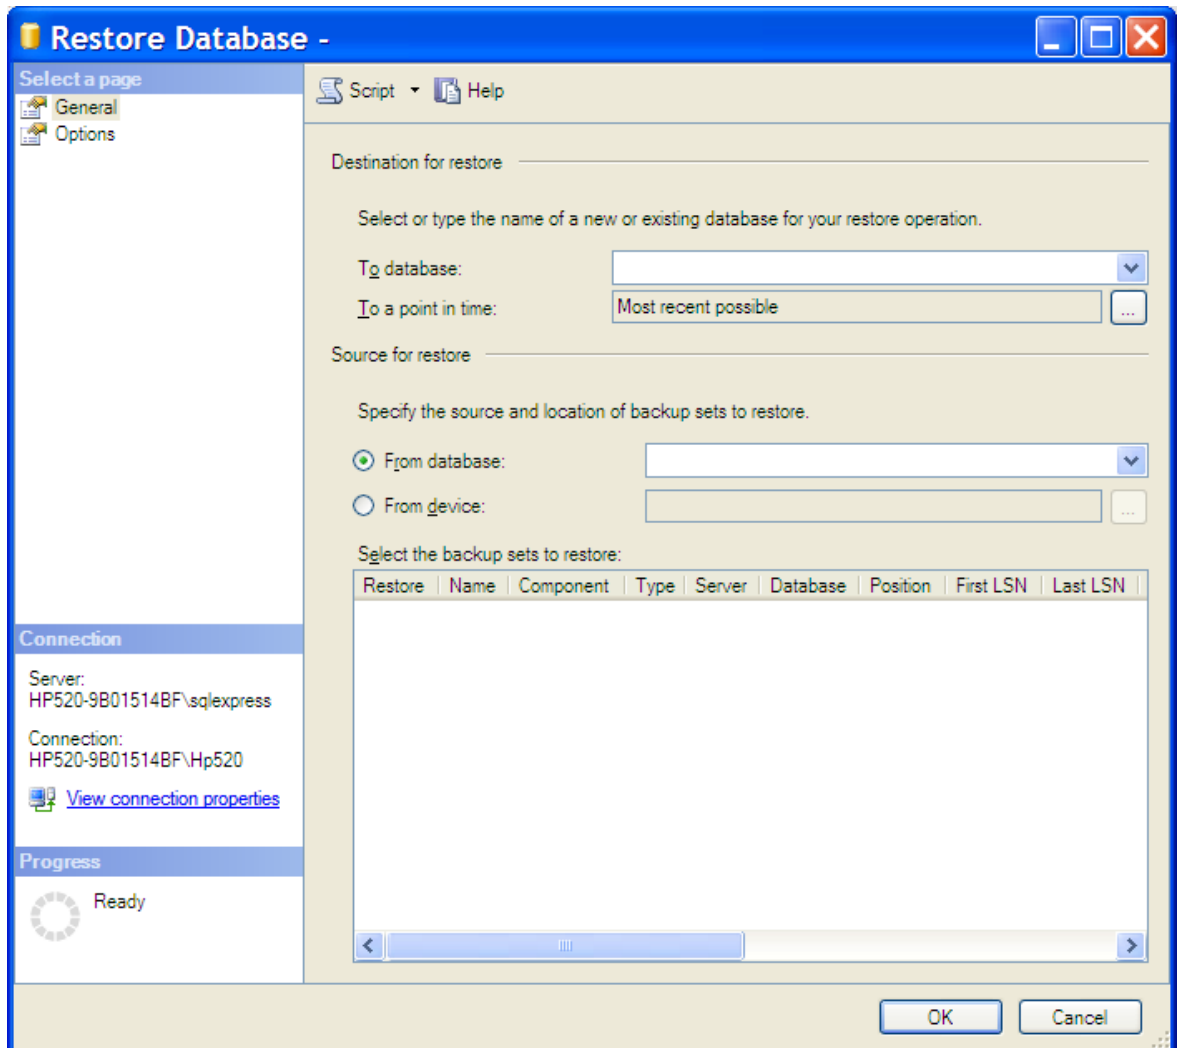 Restore Database -
Select a page
General
Options
Script Help
Destination for restore
Select or type the name of a new or existing database for your restore operation.
To database:
To a point in time: Most recent possible ...
Source for restore
Specify the source and location of backup sets to restore.
From database:
From device: ...
Select the backup sets to restore:
Restore Name Component Type Server Database Position First LSN Last LSN
Connection
Server:
HP520-9B01514BF\sqlexpress
Connection:
HP520-9B01514BF\Hp520
View connection properties
Progress
Ready
OK Cancel